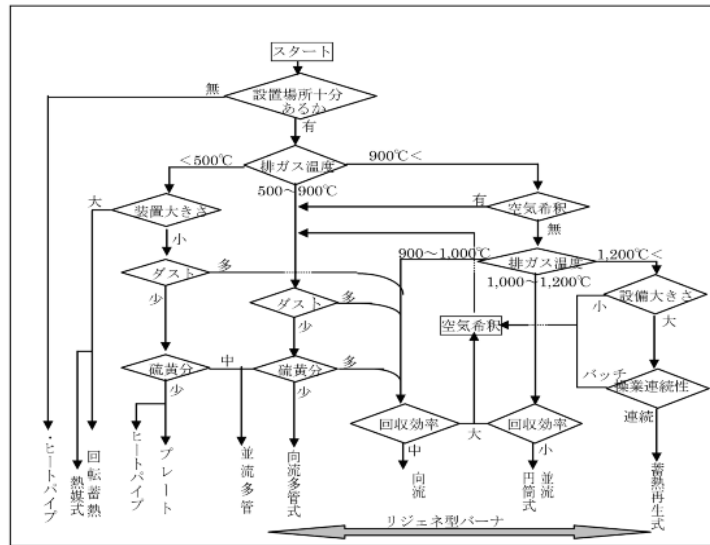 スタート
無
設置場所十分
あるか
有
<500℃
排ガス温度
900℃<
500～900℃
有
空気希釈
大
装置大きさ
無
小
900～1,000℃
排ガス温度
1,200℃<
1,000～1,200℃
ダスト
多
設備大きさ
少
ダスト
多
小
大
空気希釈
少
硫黄分
中
硫黄分
多
バッチ
操業連続性
少
少
回収効率
大
回収効率
連続
中
小
・ヒートパイプ
熱媒式
回転蓄熱
ヒートパイプ
プレート
並流多管
向流多管式
向流
円筒式
並流
蓄熱再生式
リジェネ型バーナ